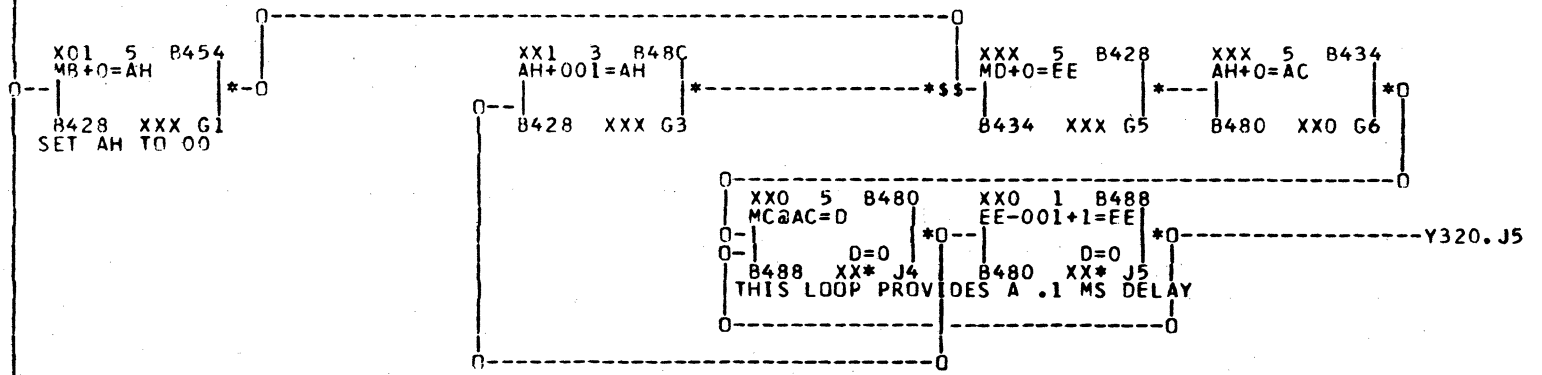 X01 5 B454
MB+0=AH
B428 XXX G1
SET AH TO 00
XX1 3 B48C
AH+001=AH
B428 XXX G3
XXX 5 B428
MD+0=EE
B434 XXX G5
XXX 5 B434
AH+0=AC
B480 XX0 G6
XX0 5 B480
MC@AC=D
D=0
B488 XX* J4
XX0 1 B488
EE-001+1=EE
D=0
B480 XX* J5
Y320.J5
THIS LOOP PROVIDES A .1 MS DELAY